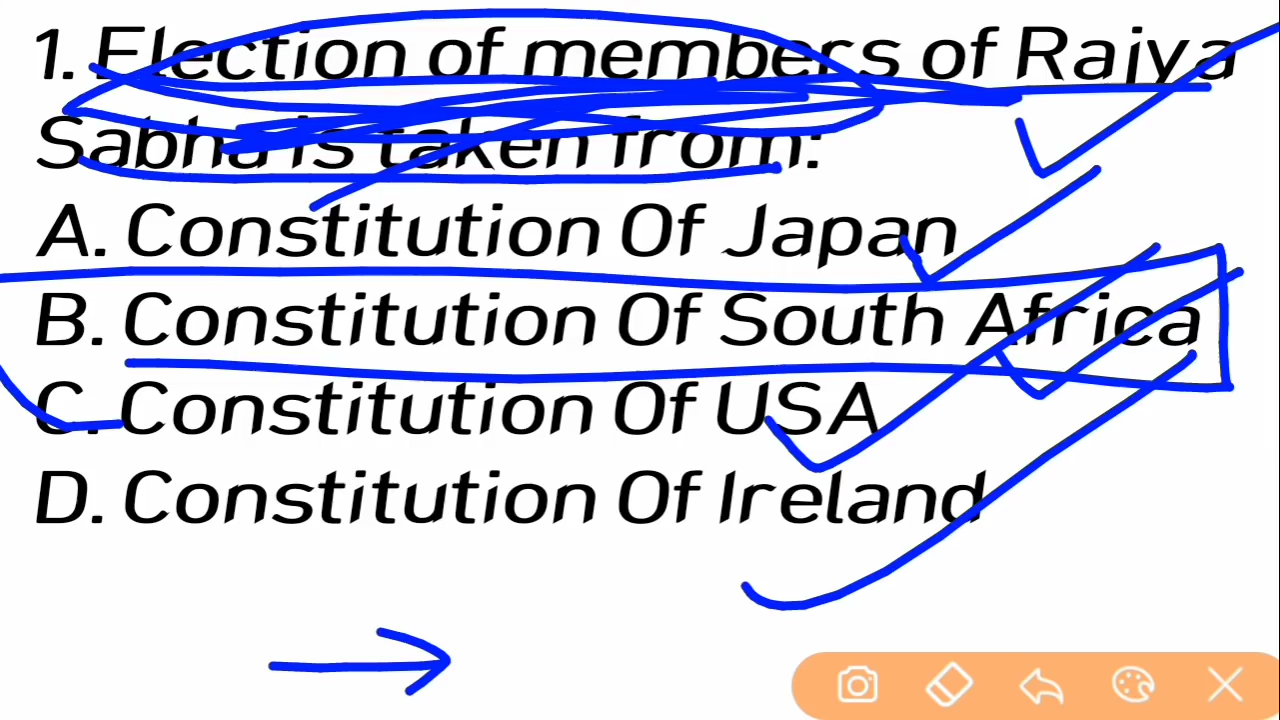 1. Election of members of Rajya
Sabha is taken from:
A. Constitution Of Japan
B. Constitution Of South Africa
C. Constitution Of USA
D. Constitution Of Ireland